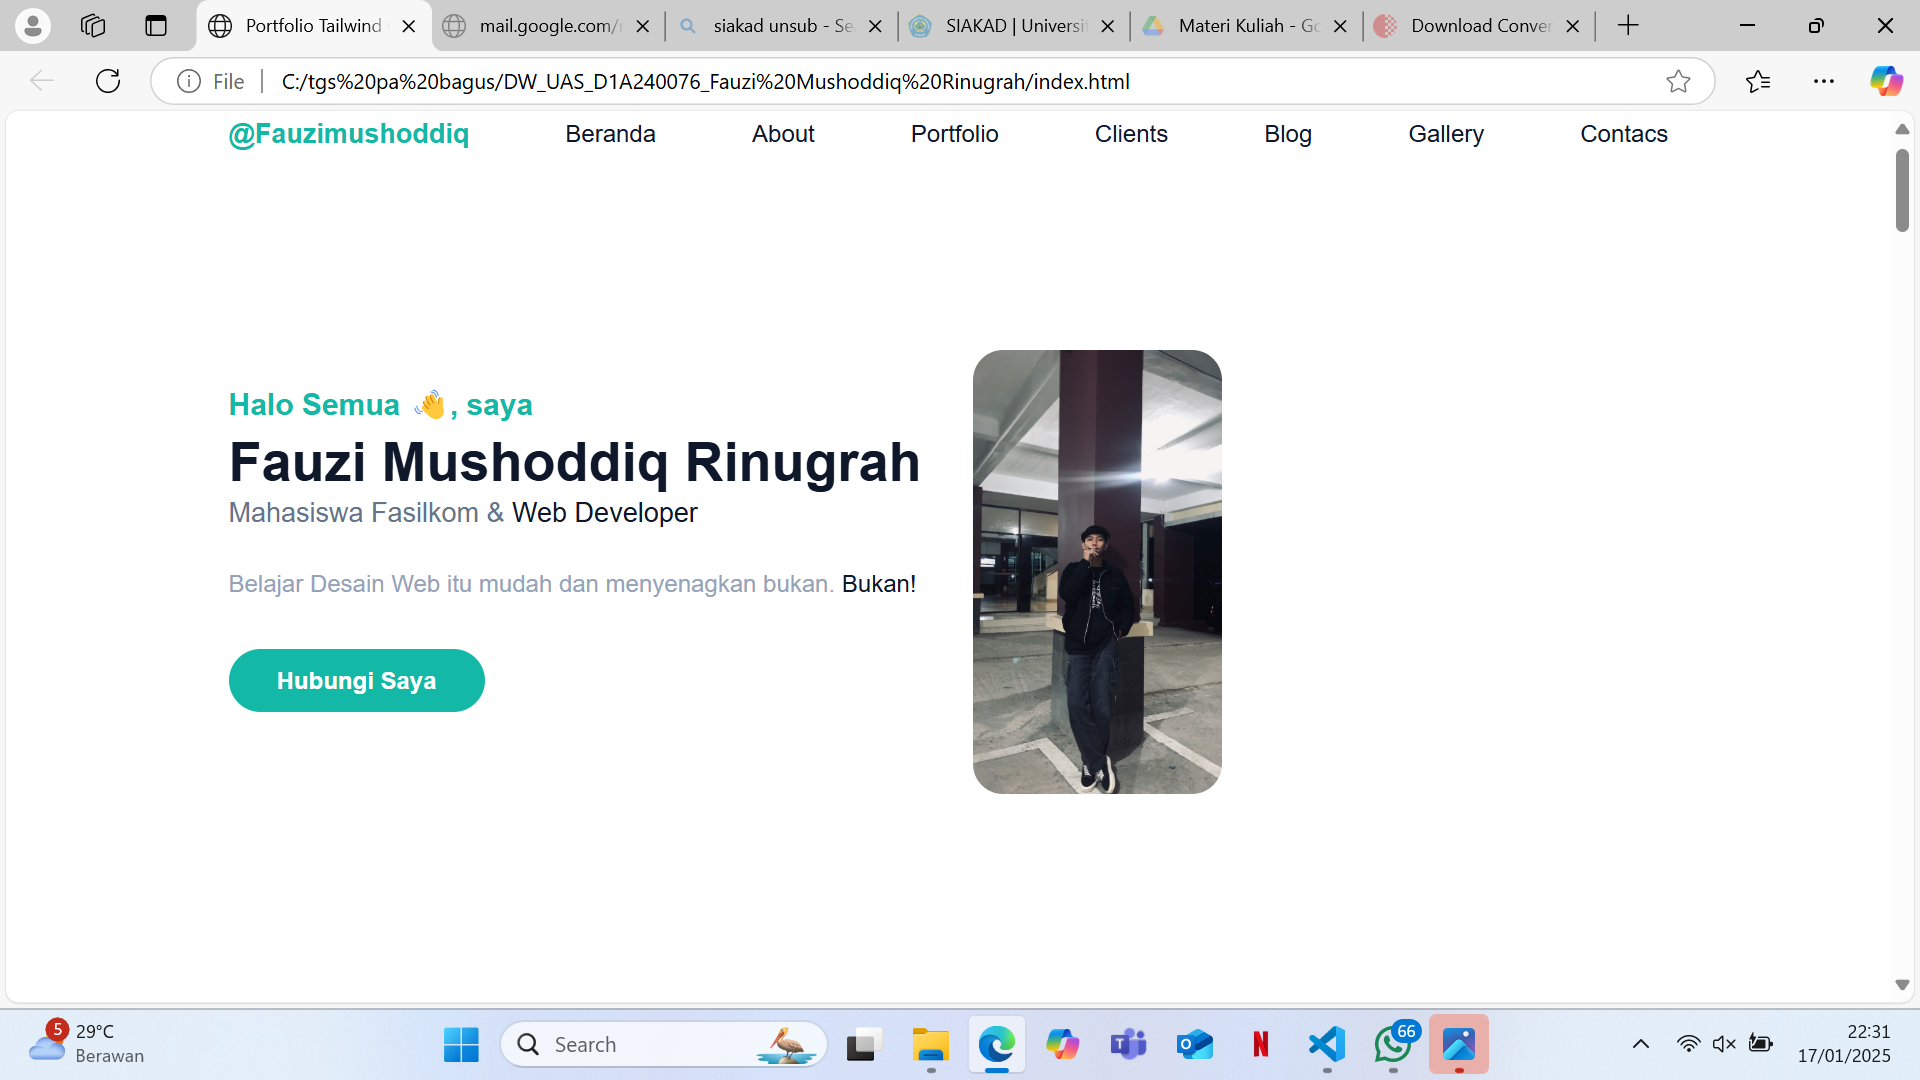 Portfolio Tailwind
mail.google.com/
siakad unsub - Se
SIAKAD | Universi
Materi Kuliah - Go
Download Conver
File
C:/tgs%20pa%20bagus/DW_UAS_D1A240076_Fauzi%20Mushoddiq%20Rinugrah/index.html
@Fauzimushoddiq Beranda About Portfolio Clients Blog Gallery Contacs
Halo Semua 👋, saya
Fauzi Mushoddiq Rinugrah
Mahasiswa Fasilkom & Web Developer
Belajar Desain Web itu mudah dan menyenagkan bukan. Bukan!
Hubungi Saya
5
29°C
Berawan
Search
66
22:31
17/01/2025